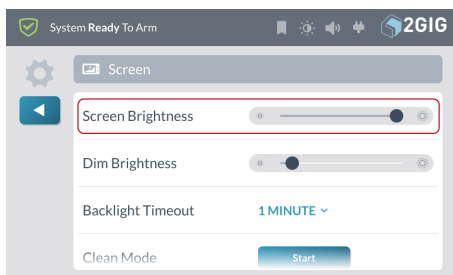 System Ready To Arm
2GIG
Screen
Screen Brightness
Dim Brightness
Backlight Timeout
1 MINUTE
Clean Mode
Start